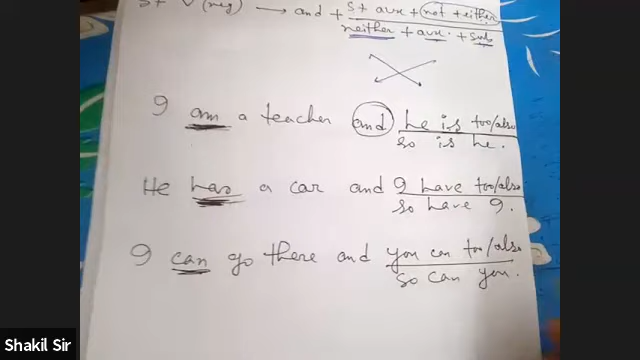 S+ V (neg) → and + S+ aux + not + either
neither + aux. + sub
I am a teacher and he is too/also
so is he.
He has a car and I have too/also
so have I.
I can go there and you can too/also
so can you.
Shakil Sir